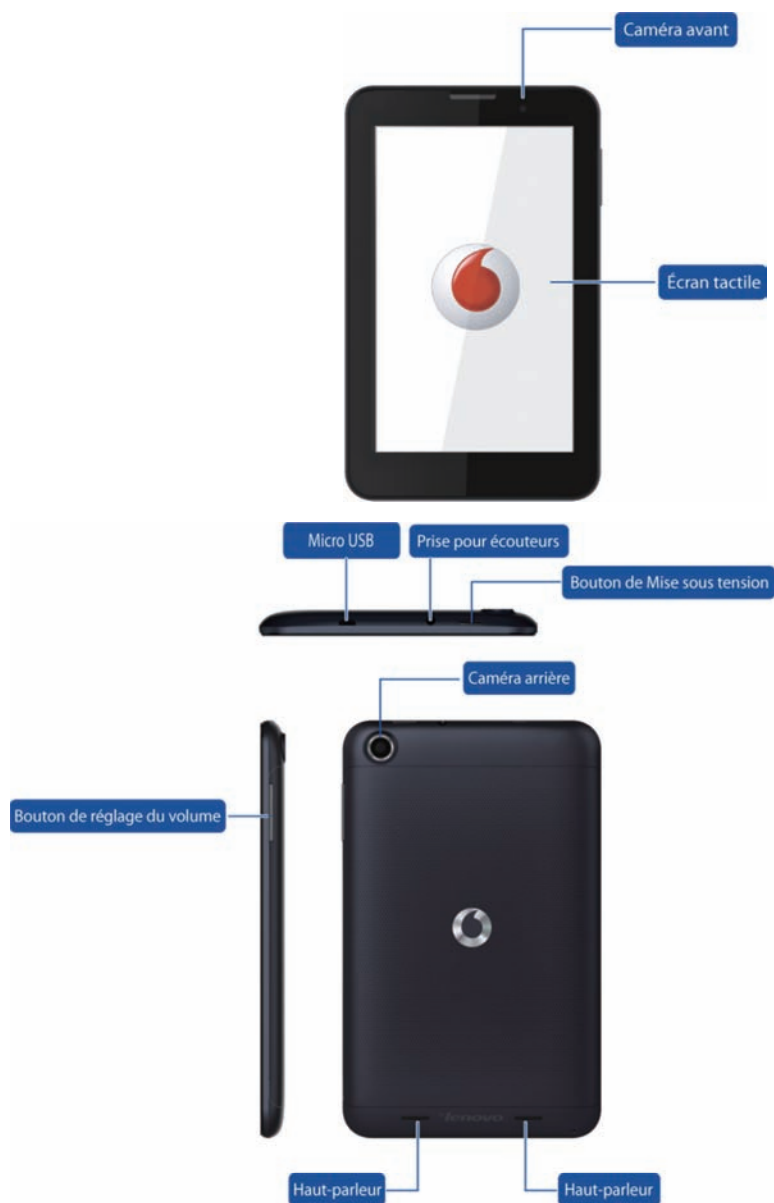 Caméra avant
Écran tactile
Micro USB
Prise pour écouteurs
Bouton de Mise sous tension
Caméra arrière
Bouton de réglage du volume
lenovo
Haut-parleur
Haut-parleur